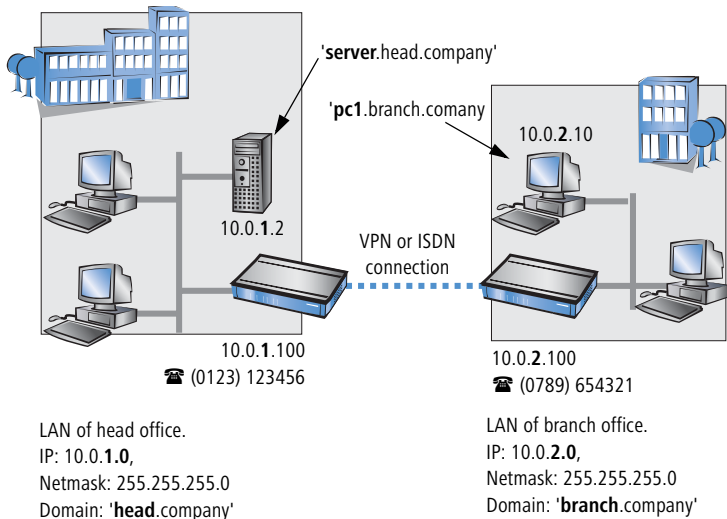 'server.head.company'
'pc1.branch.comany
10.0.2.10
10.0.1.2
VPN or ISDN
connection
10.0.1.100
☎ (0123) 123456
10.0.2.100
☎ (0789) 654321
LAN of head office.
IP: 10.0.1.0,
Netmask: 255.255.255.0
Domain: 'head.company'
LAN of branch office.
IP: 10.0.2.0,
Netmask: 255.255.255.0
Domain: 'branch.company'